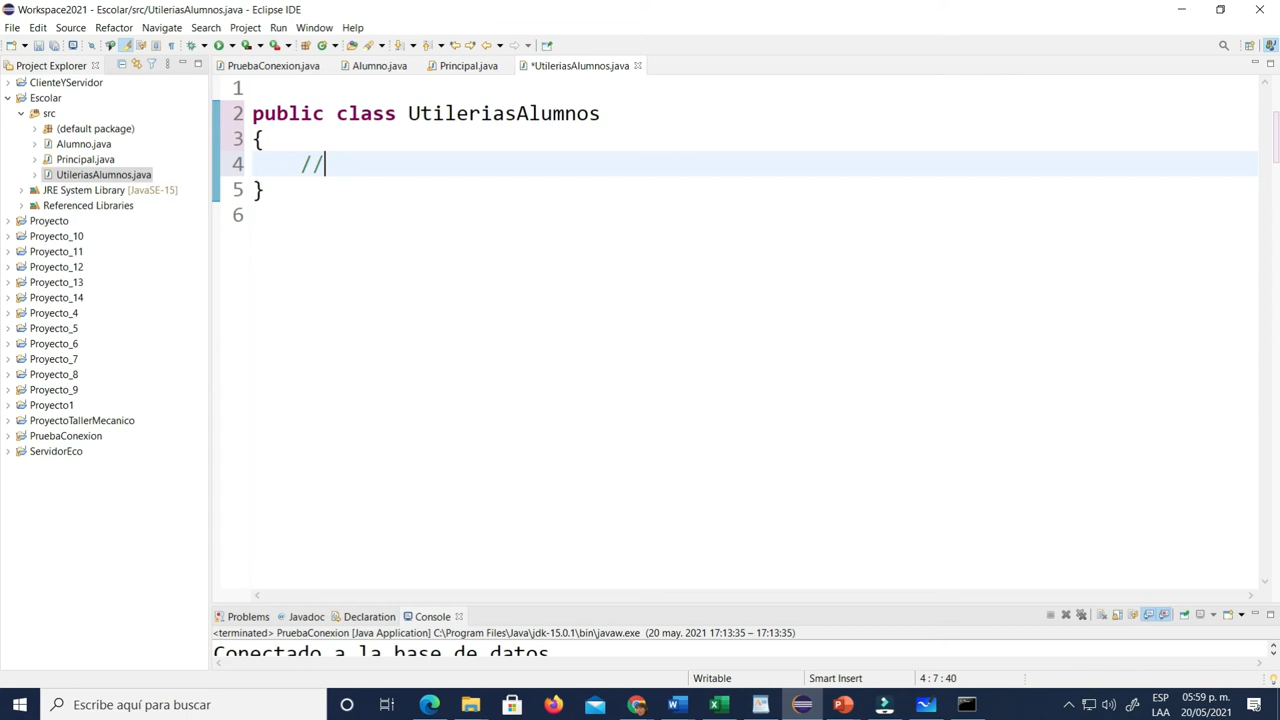 Workspace2021 - Escolar/src/UtileriasAlumnos.java - Eclipse IDE
File Edit Source Refactor Navigate Search Project Run Window Help
Project Explorer
PruebaConexion.java
Alumno.java
Principal.java
*UtileriasAlumnos.java
ClienteYServidor
Escolar
src
(default package)
Alumno.java
Principal.java
UtileriasAlumnos.java
JRE System Library [JavaSE-15]
Referenced Libraries
Proyecto
Proyecto_10
Proyecto_11
Proyecto_12
Proyecto_13
Proyecto_14
Proyecto_4
Proyecto_5
Proyecto_6
Proyecto_7
Proyecto_8
Proyecto_9
Proyecto1
ProyectoTallerMecanico
PruebaConexion
ServidorEco
1
2 public class UtileriasAlumnos
3 {
4 //
5 }
6
Problems Javadoc Declaration Console
<terminated> PruebaConexion [Java Application] C:\Program Files\Java\jdk-15.0.1\bin\javaw.exe (20 may. 2021 17:13:35 – 17:13:35)
Conectado a la base de datos
Writable Smart Insert 4 : 7 : 40
Escribe aquí para buscar
ESP
LAA
05:59 p. m.
20/05/2021